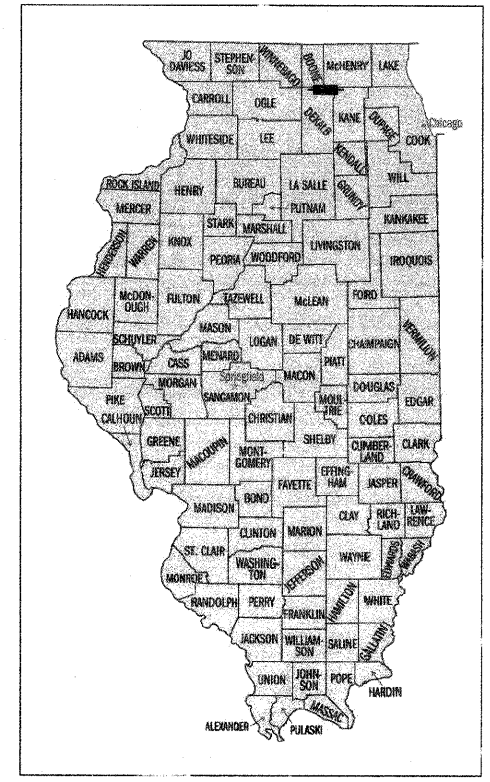 JO
DAVIESS
STEPHEN-
SON
WINNEBAGO
BOONE
McHENRY
LAKE
CARROLL
OGLE
DEKALB
KANE
DUPAGE
COOK
Chicago
WHITESIDE
LEE
KENDALL
WILL
ROCK ISLAND
HENRY
BUREAU
LA SALLE
GRUNDY
MERCER
PUTNAM
KANKAKEE
STARK
MARSHALL
HENDERSON
WARREN
KNOX
PEORIA
WOODFORD
LIVINGSTON
IROQUOIS
HANCOCK
McDON-
OUGH
FULTON
TAZEWELL
McLEAN
FORD
VERMILION
SCHUYLER
MASON
LOGAN
DE WITT
CHAMPAIGN
ADAMS
BROWN
CASS
MENARD
PIATT
MACON
Springfield
MORGAN
SANGAMON
DOUGLAS
EDGAR
PIKE
SCOTT
CHRISTIAN
MOUL-
TRIE
COLES
CALHOUN
GREENE
MACOUPIN
MONT-
GOMERY
SHELBY
CUMBER-
LAND
CLARK
JERSEY
FAYETTE
EFFING-
HAM
JASPER
CRAWFORD
MADISON
BOND
CLAY
RICH-
LAND
LAW-
RENCE
CLINTON
MARION
ST. CLAIR
WASHING-
TON
JEFFERSON
WAYNE
EDWARDS
WABASH
MONROE
RANDOLPH
PERRY
FRANKLIN
HAMILTON
WHITE
JACKSON
WILLIAM-
SON
SALINE
GALLATIN
UNION
JOHN-
SON
POPE
HARDIN
ALEXANDER
PULASKI
MASSAC